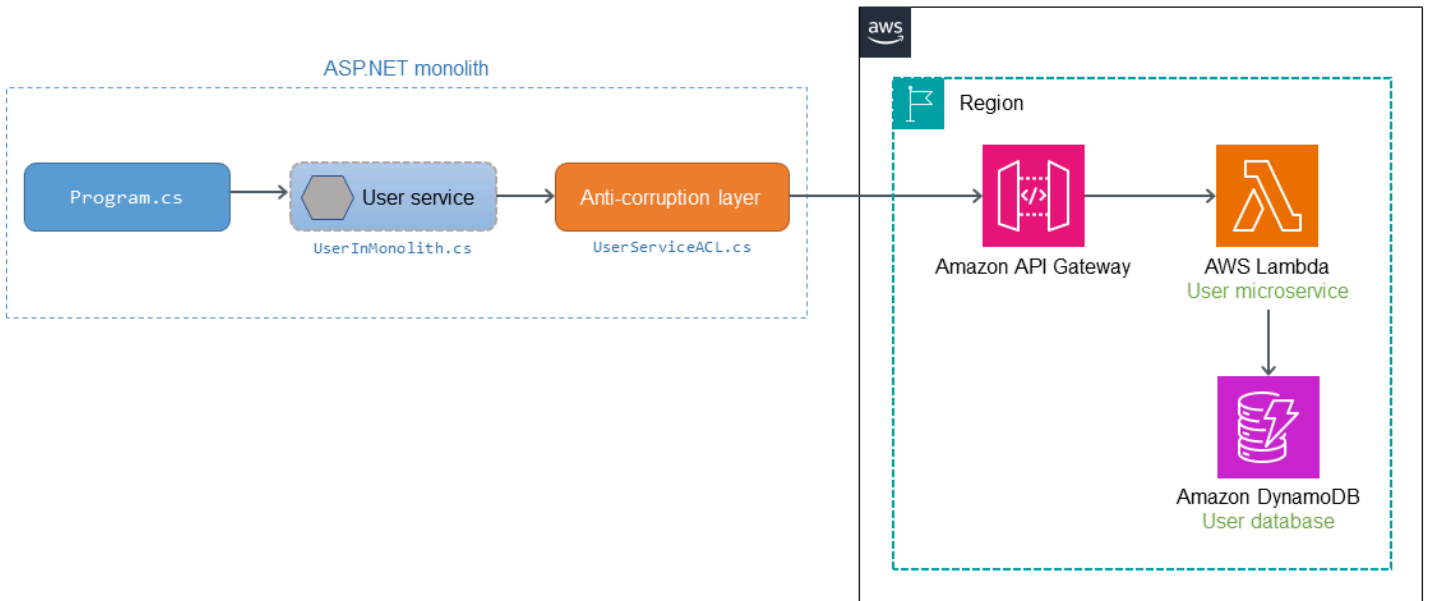 ASP.NET monolith
Program.cs
User service
UserInMonolith.cs
Anti-corruption layer
UserServiceACL.cs
aws
Region
</>
Amazon API Gateway
AWS Lambda
User microservice
Amazon DynamoDB
User database